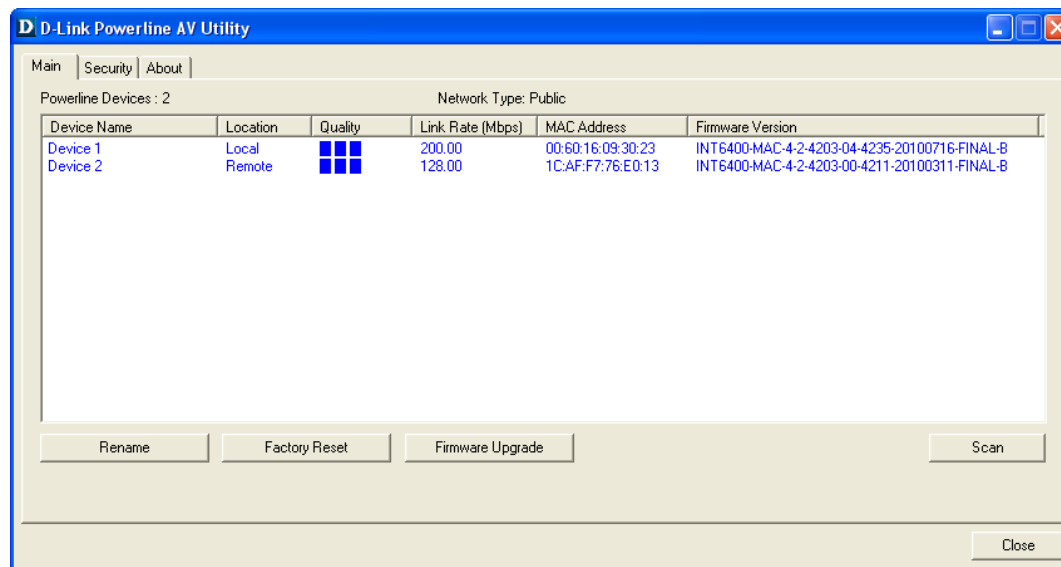 D D-Link Powerline AV Utility
Main Security About
Powerline Devices : 2 Network Type: Public
Device Name Location Quality Link Rate (Mbps) MAC Address Firmware Version
Device 1 Local 200.00 00:60:16:09:30:23 INT6400-MAC-4-2-4203-04-4235-20100716-FINAL-B
Device 2 Remote 128.00 1C:AF:F7:76:E0:13 INT6400-MAC-4-2-4203-00-4211-20100311-FINAL-B
Rename Factory Reset Firmware Upgrade Scan
Close